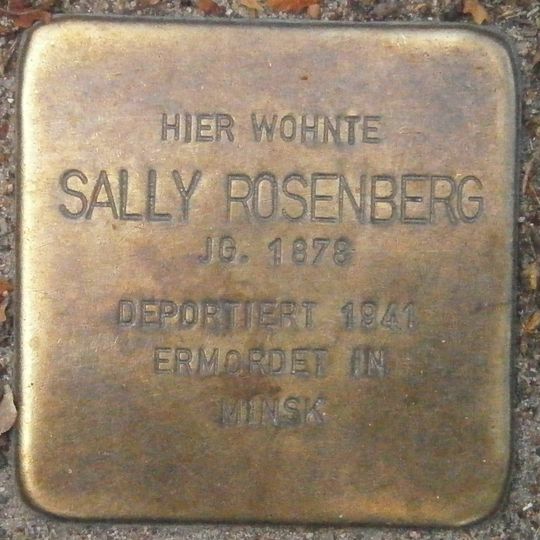 HIER WOHNTE
SALLY ROSENBERG
JG. 1878
DEPORTIERT 1941
ERMORDET IN
MINSK